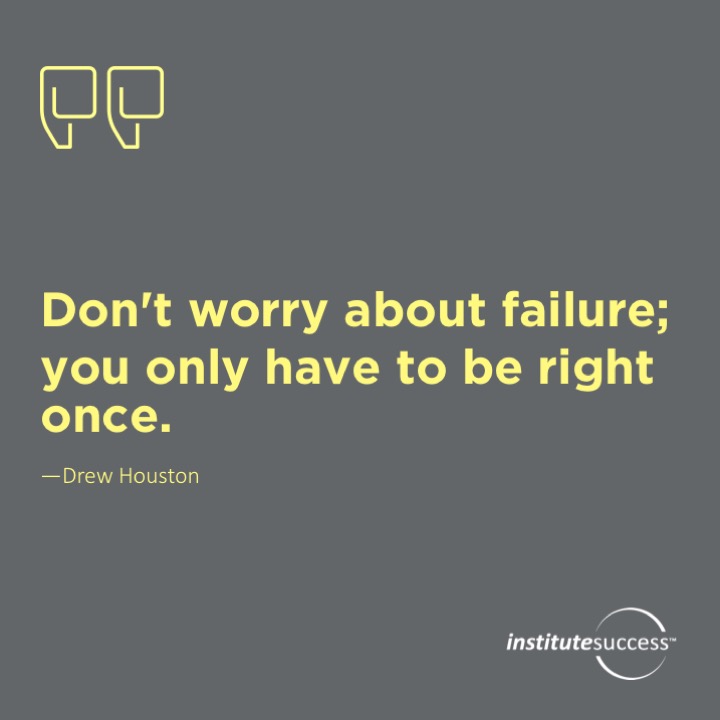 Don't worry about failure;
you only have to be right
once.
—Drew Houston
institutesuccess™